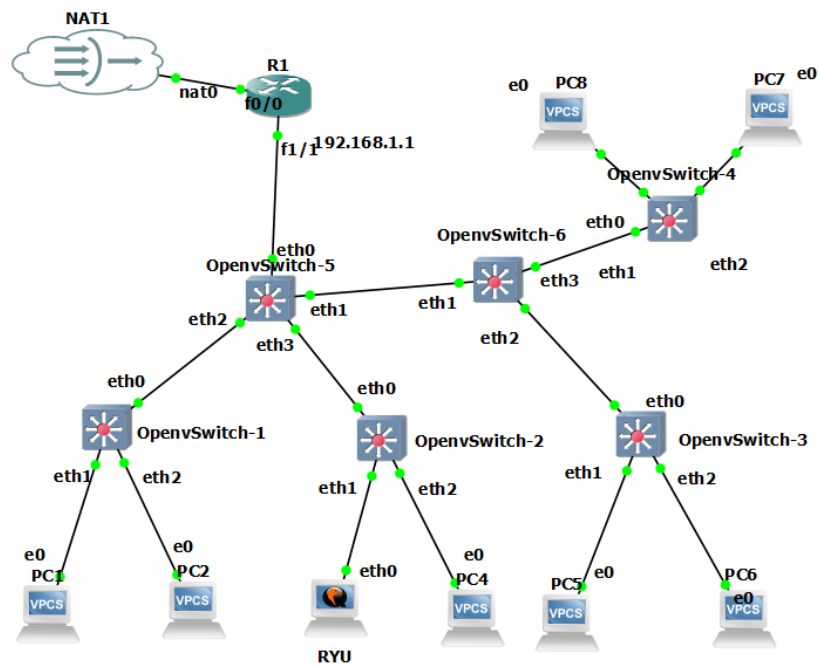 NAT1
R1
nat0
f0/0
f1/1
192.168.1.1
e0
PC8
VPCS
PC7
e0
VPCS
OpenvSwitch-4
eth0
eth1
eth2
OpenvSwitch-6
eth3
eth1
eth2
eth0
OpenvSwitch-5
eth1
eth2
eth3
eth0
OpenvSwitch-1
eth1
eth2
eth0
OpenvSwitch-2
eth1
eth2
eth0
OpenvSwitch-3
eth1
eth2
e0
PC1
VPCS
e0
PC2
VPCS
eth0
RYU
e0
PC4
VPCS
PC5
e0
VPCS
PC6
e0
VPCS